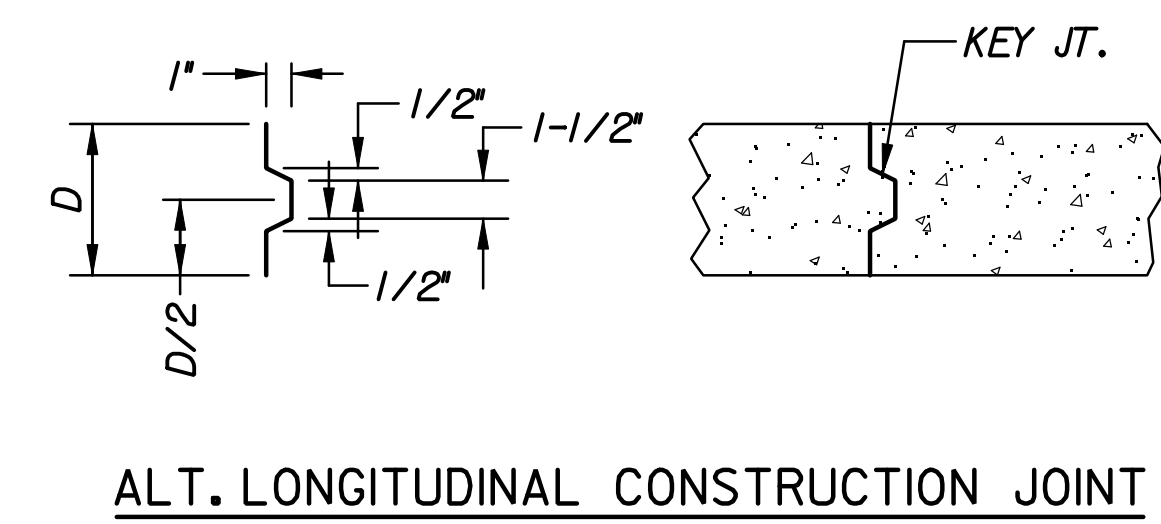 KEY JT.
1"
1/2"
1-1/2"
D
1/2"
D/2
ALT. LONGITUDINAL CONSTRUCTION JOINT